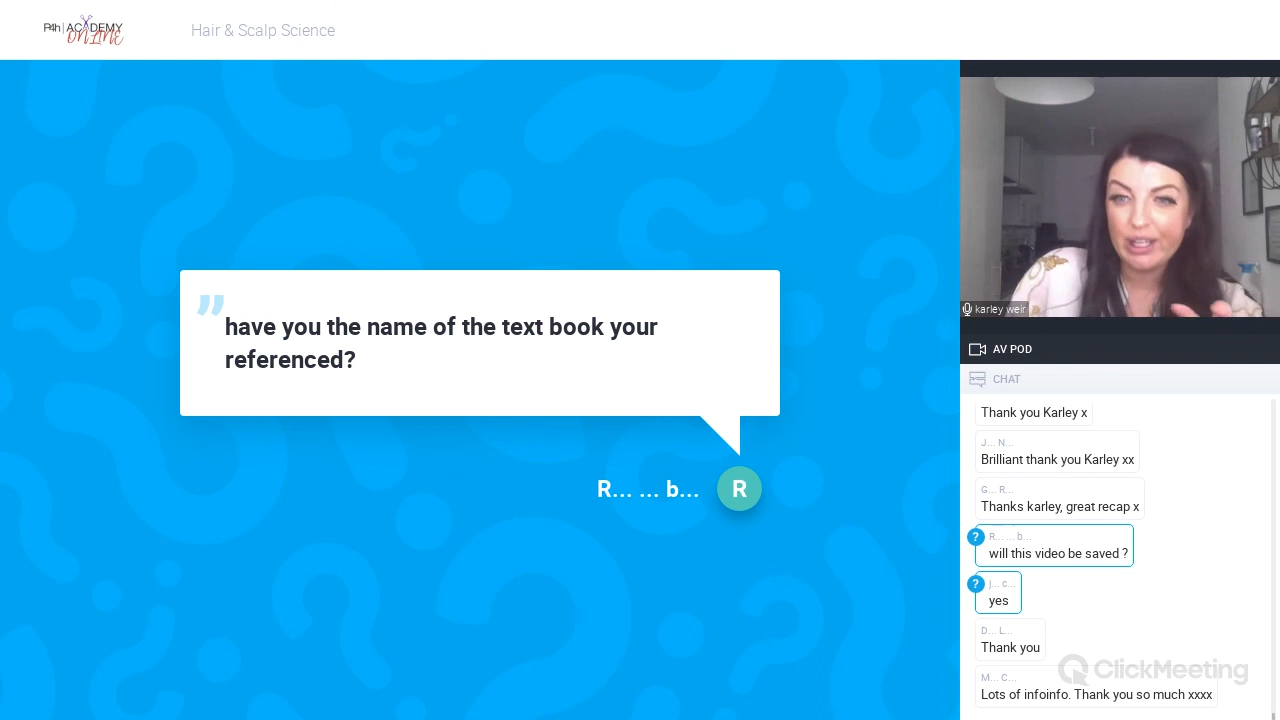 P4h ACADEMY
ONLINE
Hair & Scalp Science
have you the name of the text book your
referenced?
R... ... b...
R
karley weir
AV POD
CHAT
Thank you Karley x
J... N...
Brilliant thank you Karley xx
G... R...
Thanks karley, great recap x
?
R... ... b...
will this video be saved ?
?
j... c...
yes
D... L...
Thank you
ClickMeeting
M... C...
Lots of infoinfo. Thank you so much xxxx